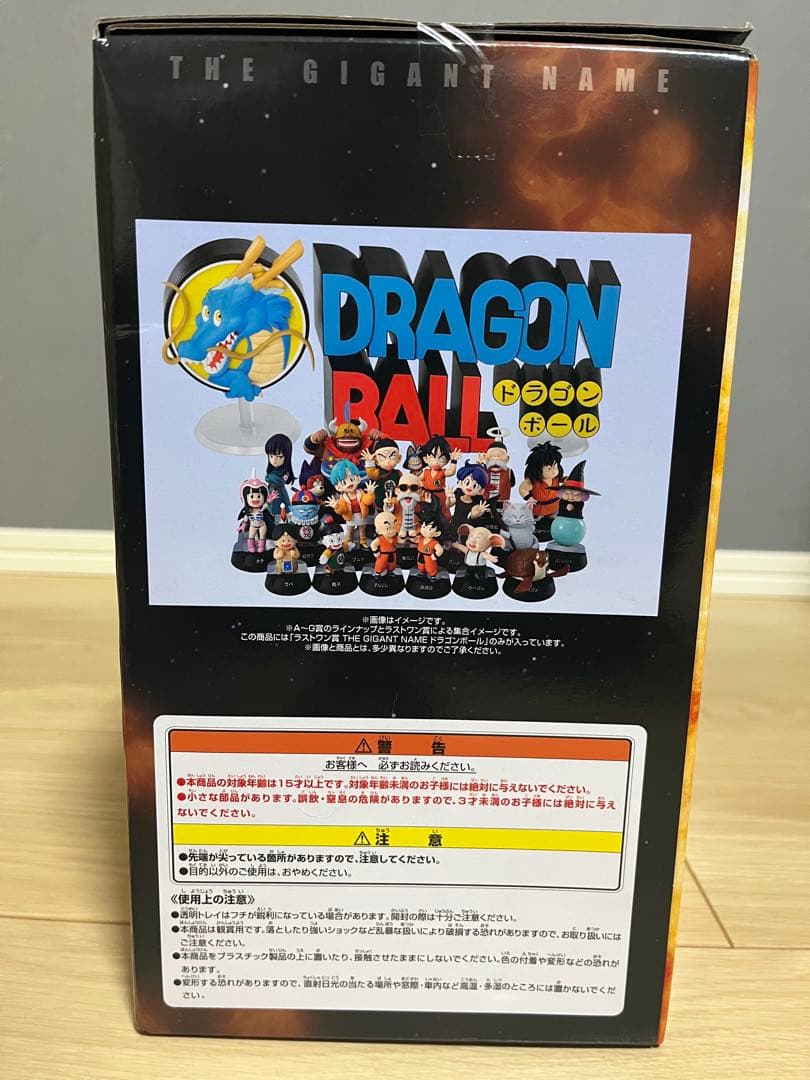 THE GIGANT NAME
DRAGON
BALL
ドラゴン
ボール
チチ
ブルマ
ウパ
餃子
クリリン
孫悟空
ウーロン
※画像はイメージです。
※A〜G賞のラインナップとラストワン賞による集合イメージです。
この商品には「ラストワン賞 THE GIGANT NAME ドラゴンボール」のみが入っています。
※画像と商品とは、多少異なりますのでご了承ください。
⚠警告
お客様へ 必ずお読みください。
●本商品の対象年齢は15才以上です。対象年齢未満のお子様には絶対に与えないでください。
●小さな部品があります。誤飲・窒息の危険がありますので、3才未満のお子様には絶対に与え
ないでください。
⚠注意
●先端が尖っている箇所がありますので、注意してください。
●目的以外のご使用は、おやめください。
《使用上の注意》
●透明トレイはフチが鋭利になっている場合があります。開封の際は十分ご注意ください。
●本商品は観賞用です。落としたり強いショックなど乱暴な扱いにより破損する恐れがありますので、お取り扱いには
ご注意ください。
●本商品をプラスチック製品の上に置いたり、接触させたままにしないでください。色の付着や変形などの恐れが
あります。
●変形する恐れがありますので、直射日光の当たる場所や窓際・車内など高温・多湿のところには置かないでくだ
さい。